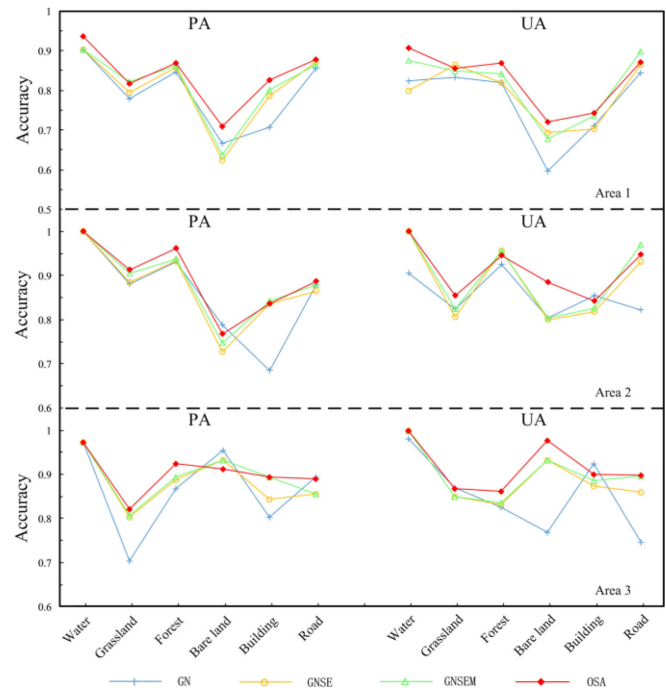 PA UA
1
0.9
0.8
0.7
0.6
0.5
Accuracy
Area 1
PA UA
1
0.9
0.8
0.7
0.6
Accuracy
Area 2
PA UA
1
0.9
0.8
0.7
0.6
Accuracy
Area 3
Water Grassland Forest Bare land Building Road Water Grassland Forest Bare land Building Road
GN GNSE GNSEM OSA